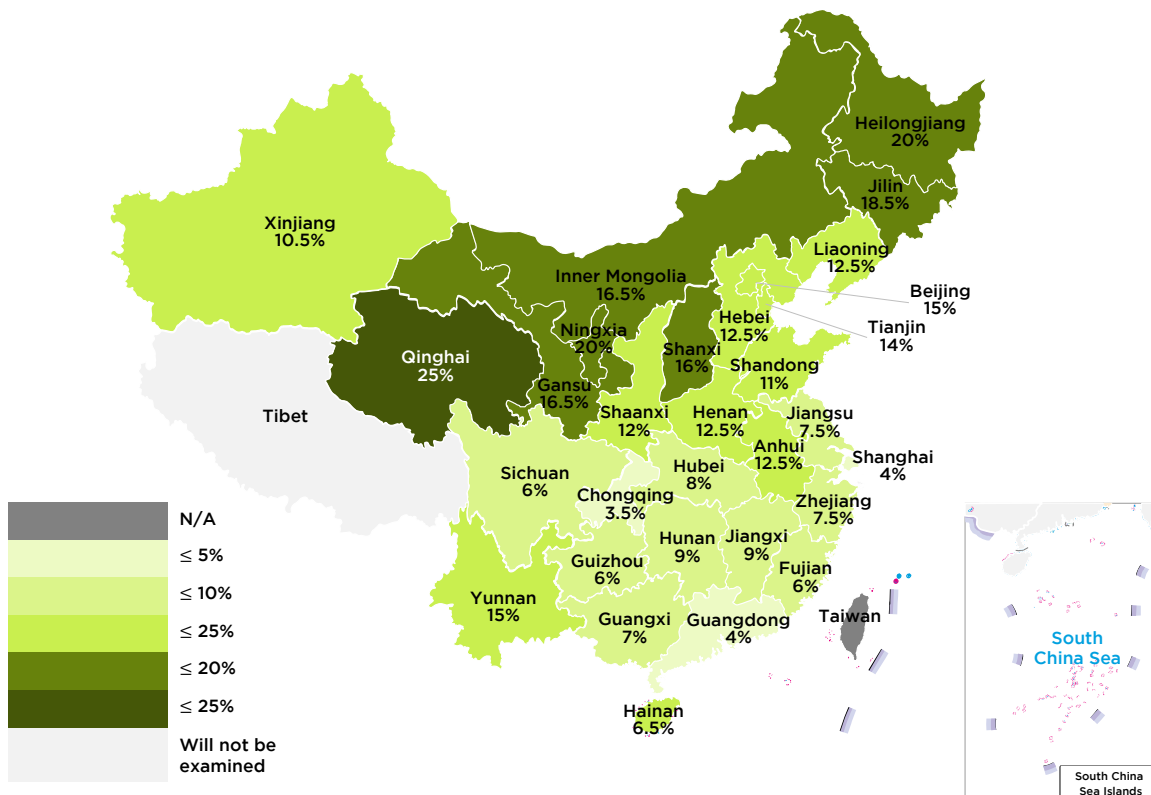 Heilongjiang
20%
Jilin
18.5%
Xinjiang
10.5%
Liaoning
12.5%
Inner Mongolia
16.5%
Beijing
15%
Hebei
12.5%
Tianjin
14%
Ningxia
20%
Shanxi
16%
Qinghai
25%
Shandong
11%
Gansu
16.5%
Tibet
Shaanxi
12%
Henan
12.5%
Jiangsu
7.5%
Anhui
12.5%
Shanghai
4%
Sichuan
6%
Hubei
8%
Chongqing
3.5%
Zhejiang
7.5%
Hunan
9%
Jiangxi
9%
Guizhou
6%
Fujian
6%
Yunnan
15%
Guangxi
7%
Guangdong
4%
Taiwan
Hainan
6.5%
N/A
≤ 5%
≤ 10%
≤ 25%
≤ 20%
≤ 25%
Will not be
examined
South
China Sea
South China
Sea Islands